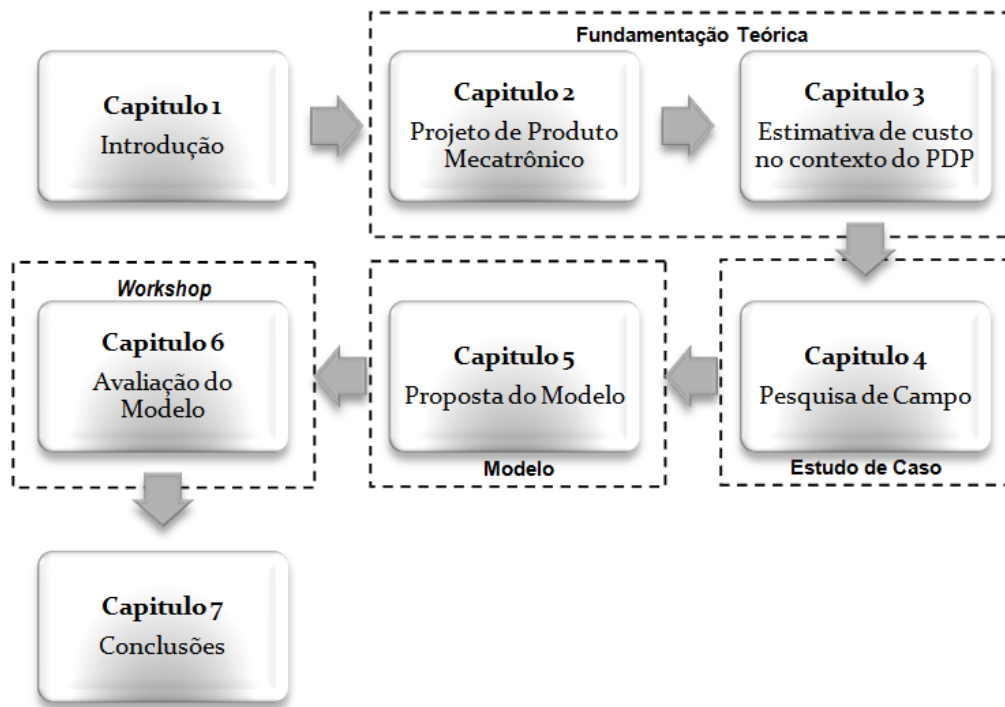 Fundamentação Teórica
Capitulo 1
Introdução
Capitulo 2
Projeto de Produto
Mecatrônico
Capitulo 3
Estimativa de custo
no contexto do PDP
Capitulo 4
Pesquisa de Campo
Estudo de Caso
Capitulo 5
Proposta do Modelo
Modelo
Workshop
Capitulo 6
Avaliação do
Modelo
Capitulo 7
Conclusões